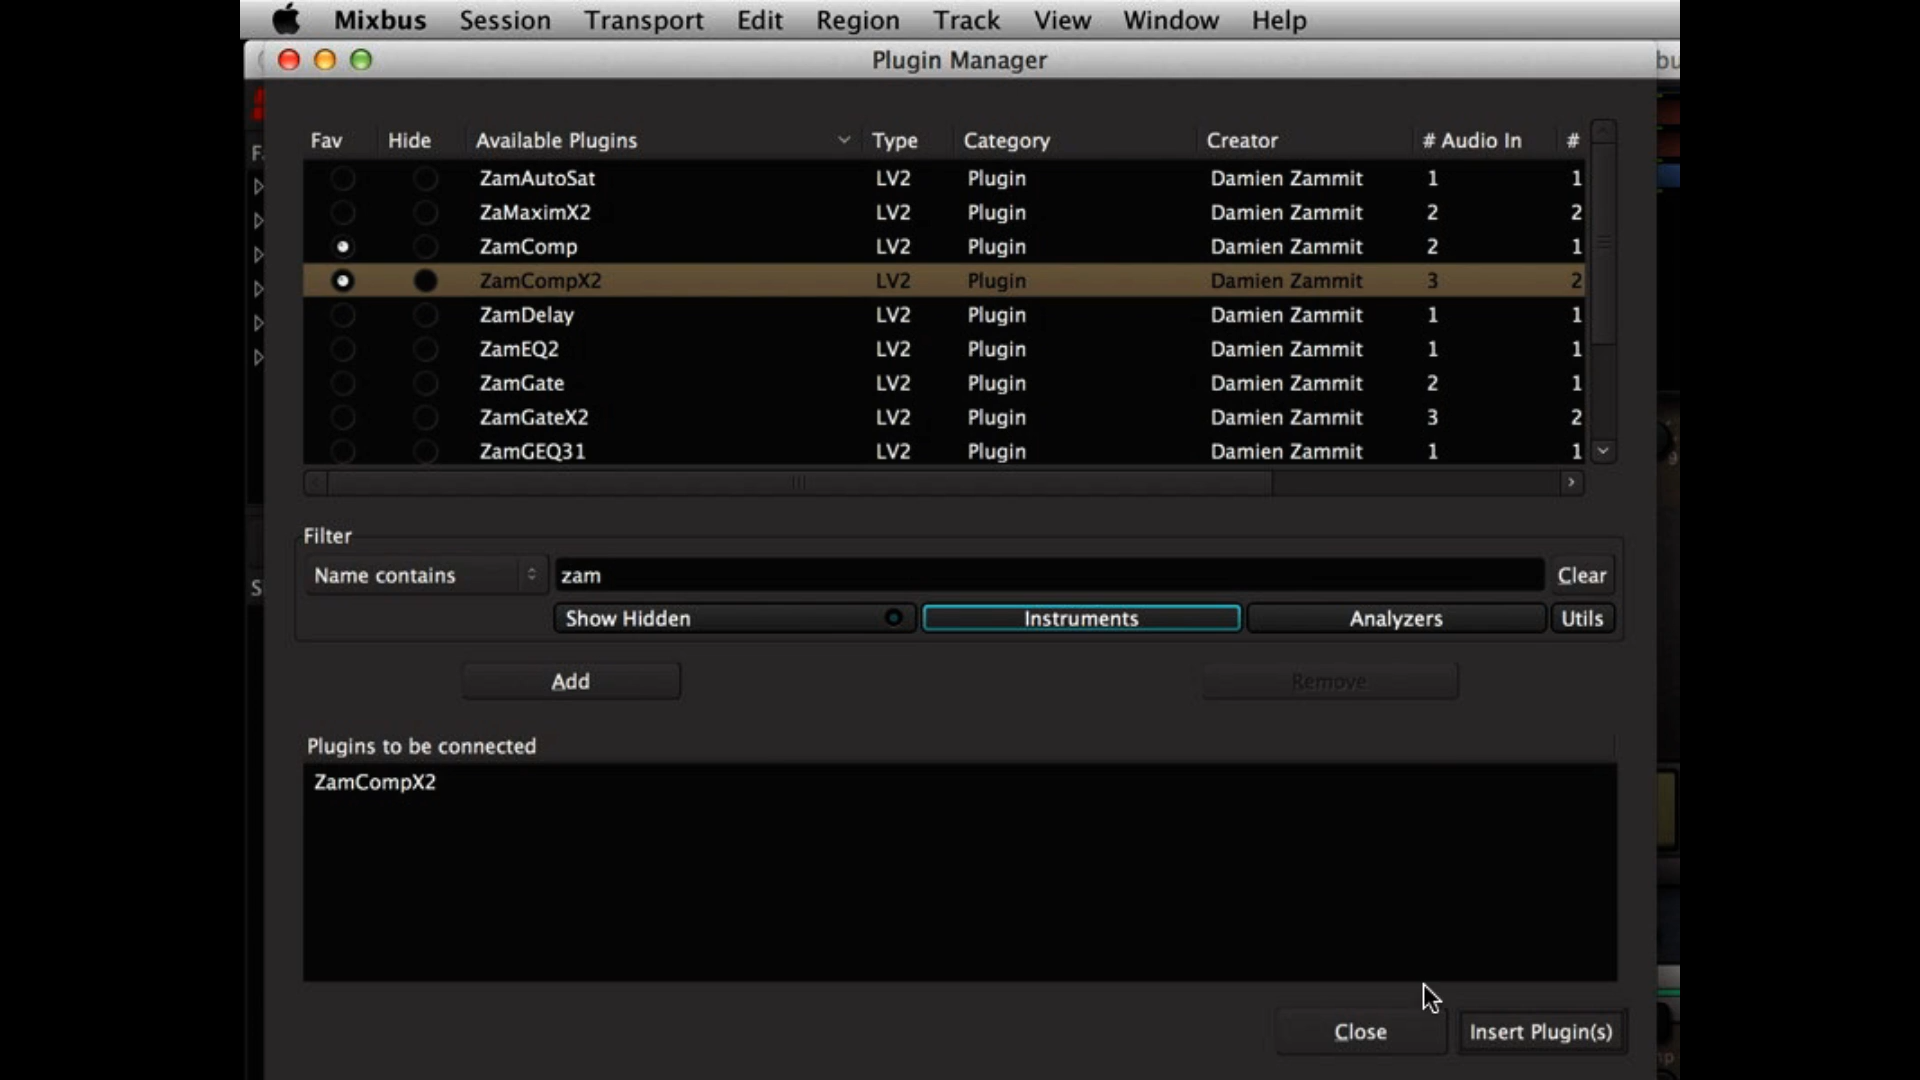 Mixbus Session Transport Edit Region Track View Window Help
Plugin Manager
Fav Hide Available Plugins Type Category Creator # Audio In #
ZamAutoSat LV2 Plugin Damien Zammit 1 1
ZaMaximX2 LV2 Plugin Damien Zammit 2 2
ZamComp LV2 Plugin Damien Zammit 2 1
ZamCompX2 LV2 Plugin Damien Zammit 3 2
ZamDelay LV2 Plugin Damien Zammit 1 1
ZamEQ2 LV2 Plugin Damien Zammit 1 1
ZamGate LV2 Plugin Damien Zammit 2 1
ZamGateX2 LV2 Plugin Damien Zammit 3 2
ZamGEQ31 LV2 Plugin Damien Zammit 1 1
Filter
Name contains zam Clear
Show Hidden Instruments Analyzers Utils
Add Remove
Plugins to be connected
ZamCompX2
Close Insert Plugin(s)